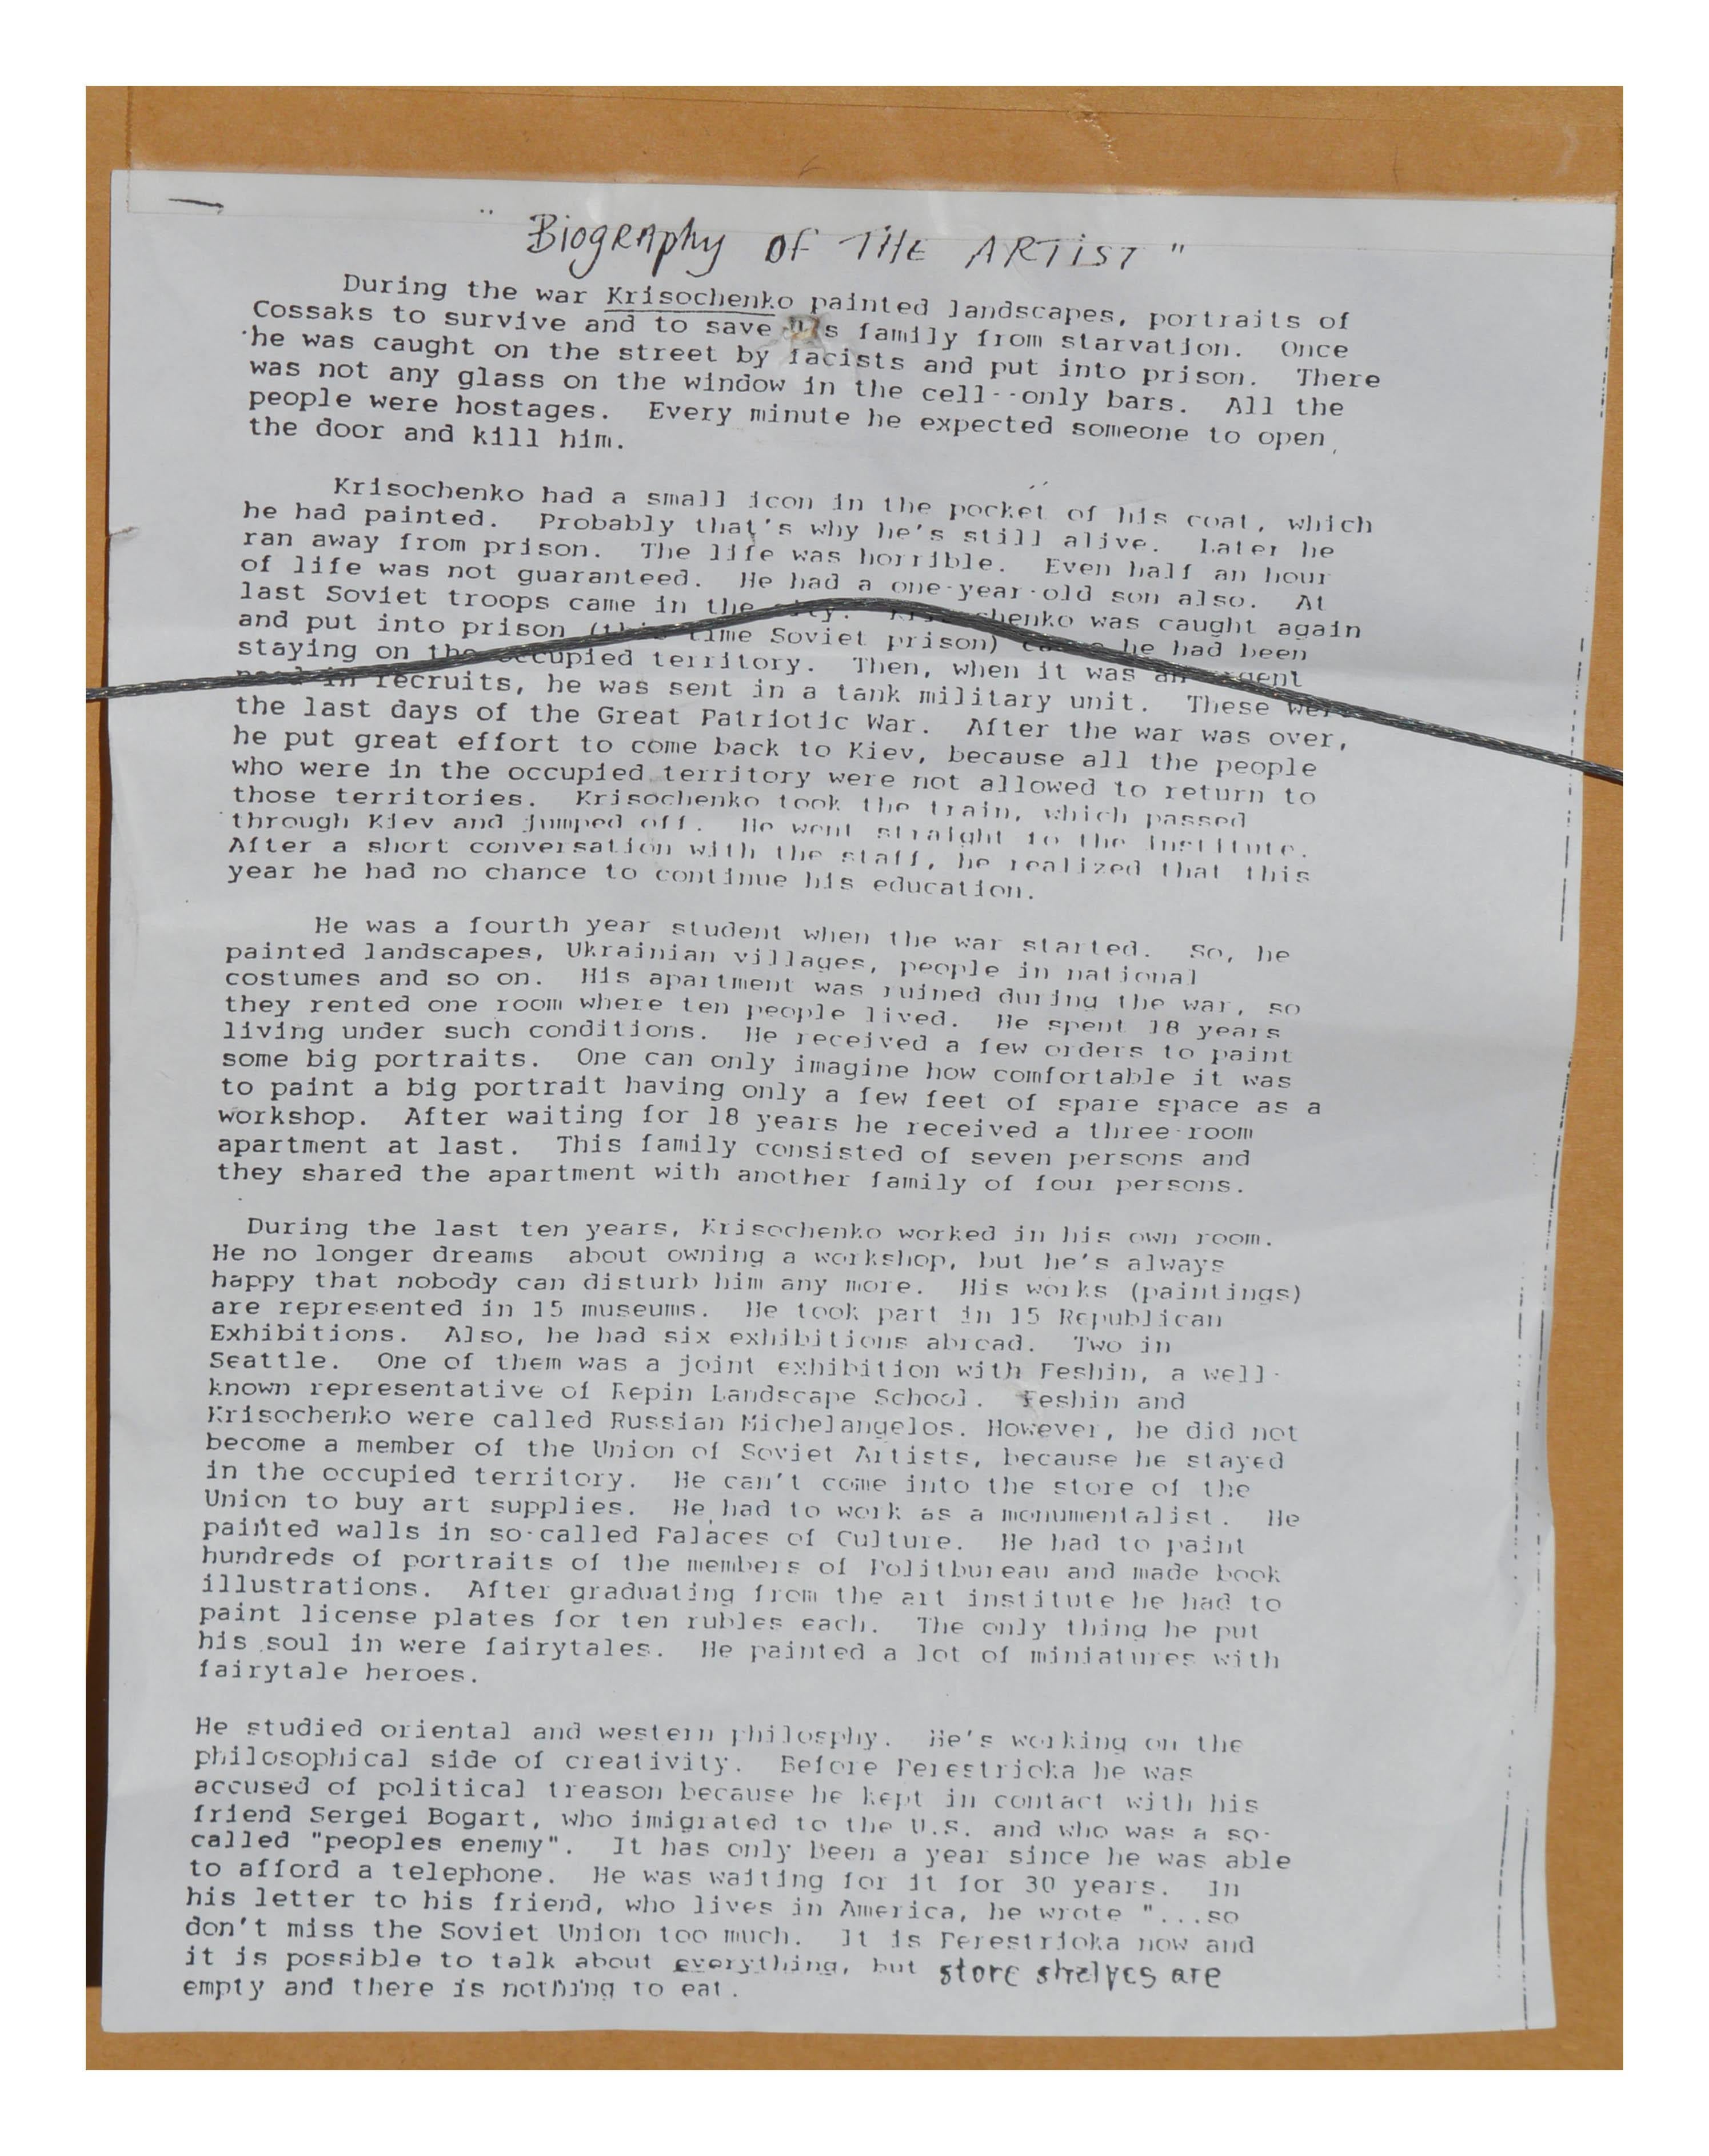 "Biography of THE ARTIST"
During the war Krisochenko painted landscapes, portraits of
Cossaks to survive and to save his family from starvation. Once
he was caught on the street by facists and put into prison. There
was not any glass on the window in the cell--only bars. All the
people were hostages. Every minute he expected someone to open
the door and kill him.
Krisochenko had a small icon in the pocket of his coat, which
he had painted. Probably that's why he's still alive. Later he
ran away from prison. The life was horrible. Even half an hour
of life was not guaranteed. He had a one-year-old son also. At
last Soviet troops came in the city. Krisochenko was caught again
and put into prison (this time Soviet prison) he had been
staying on the occupied territory. Then, when it was an urgent
need in recruits, he was sent in a tank military unit. These were
the last days of the Great Patriotic War. After the war was over,
he put great effort to come back to Kiev, because all the people
who were in the occupied territory were not allowed to return to
those territories. Krisochenko took the train, which passed
through Kiev and jumped off. He went straight to the Institute.
After a short conversation with the staff, he realized that this
year he had no chance to continue his education.
He was a fourth year student when the war started. So, he
painted landscapes, Ukrainian villages, people in national
costumes and so on. His apartment was ruined during the war, so
they rented one room where ten people lived. He spent 18 years
living under such conditions. He received a few orders to paint
some big portraits. One can only imagine how comfortable it was
to paint a big portrait having only a few feet of spare space as a
workshop. After waiting for 18 years he received a three-room
apartment at last. This family consisted of seven persons and
they shared the apartment with another family of four persons.
During the last ten years, Krisochenko worked in his own room.
He no longer dreams about owning a workshop, but he's always
happy that nobody can disturb him any more. His works (paintings)
are represented in 15 museums. He took part in 15 Republican
Exhibitions. Also, he had six exhibitions abroad. Two in
Seattle. One of them was a joint exhibition with Feshin, a well-
known representative of Repin Landscape School. Feshin and
Krisochenko were called Russian Michelangelos. However, he did not
become a member of the Union of Soviet Artists, because he stayed
in the occupied territory. He can't come into the store of the
Union to buy art supplies. He had to work as a monumentalist. He
painted walls in so-called Palaces of Culture. He had to paint
hundreds of portraits of the members of Politbureau and made book
illustrations. After graduating from the art institute he had to
paint license plates for ten rubles each. The only thing he put
his soul in were fairytales. He painted a lot of miniatures with
fairytale heroes.
He studied oriental and western philosphy. He's working on the
philosophical side of creativity. Before Perestrioka he was
accused of political treason because he kept in contact with his
friend Sergei Bogart, who imigrated to the U.S. and who was a so-
called "peoples enemy". It has only been a year since he was able
to afford a telephone. He was waiting for it for 30 years. In
his letter to his friend, who lives in America, he wrote "...so
don't miss the Soviet Union too much. It is Perestrioka now and
it is possible to talk about everything, but store shelves are
empty and there is nothing to eat.